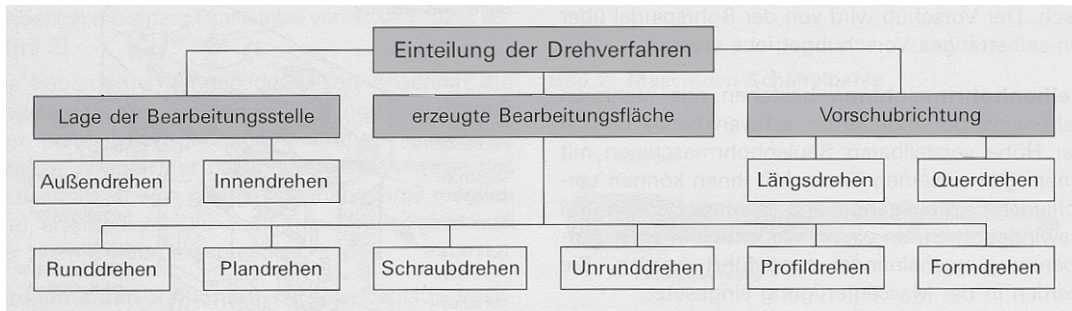 Einteilung der Drehverfahren
Lage der Bearbeitungsstelle
erzeugte Bearbeitungsfläche
Vorschubrichtung
Außendrehen
Innendrehen
Längsdrehen
Querdrehen
Runddrehen
Plandrehen
Schraubdrehen
Unrunddrehen
Profildrehen
Formdrehen